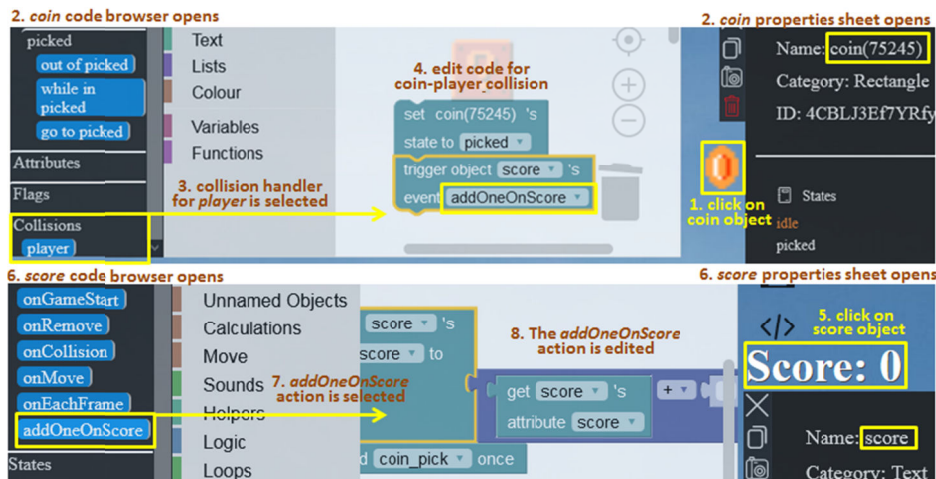 2. coin code browser opens
2. coin properties sheet opens
picked
out of picked
while in
picked
go to picked
Attributes
Flags
Collisions
player
Text
Lists
Colour
Variables
Functions
3. collision handler
for player is selected
4. edit code for
coin-player collision
set coin(75245) 's
state to picked
trigger object score 's
event addOneOnScore
1. click on
coin object
Name: coin(75245)
Category: Rectangle
ID: 4CBLJ3Ef7YRfy
States
idle
picked
6. score code browser opens
6. score properties sheet opens
onGameStart
onRemove
onCollision
onMove
onEachFrame
addOneOnScore
States
Unnamed Objects
Calculations
Move
Sounds
Helpers
Logic
Loops
7. addOneOnScore
action is selected
score 's
score to
8. The addOneOnScore
action is edited
get score 's
attribute score
+
coin_pick once
5. click on
score object
</>
Score: 0
Name: score
Category: Text